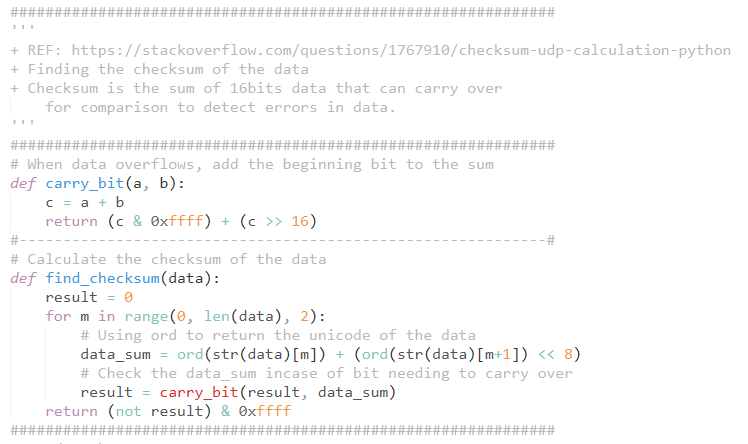 ##############################################################
'''
+ REF: https://stackoverflow.com/questions/1767910/checksum-udp-calculation-python
+ Finding the checksum of the data
+ Checksum is the sum of 16bits data that can carry over
    for comparison to detect errors in data.
'''
##############################################################
# When data overflows, add the beginning bit to the sum
def carry_bit(a, b):
    c = a + b
    return (c & 0xffff) + (c >> 16)
#------------------------------------------------------------#
# Calculate the checksum of the data
def find_checksum(data):
    result = 0
    for m in range(0, len(data), 2):
        # Using ord to return the unicode of the data
        data_sum = ord(str(data)[m]) + (ord(str(data)[m+1]) << 8)
        # Check the data_sum incase of bit needing to carry over
        result = carry_bit(result, data_sum)
    return (not result) & 0xffff
##############################################################